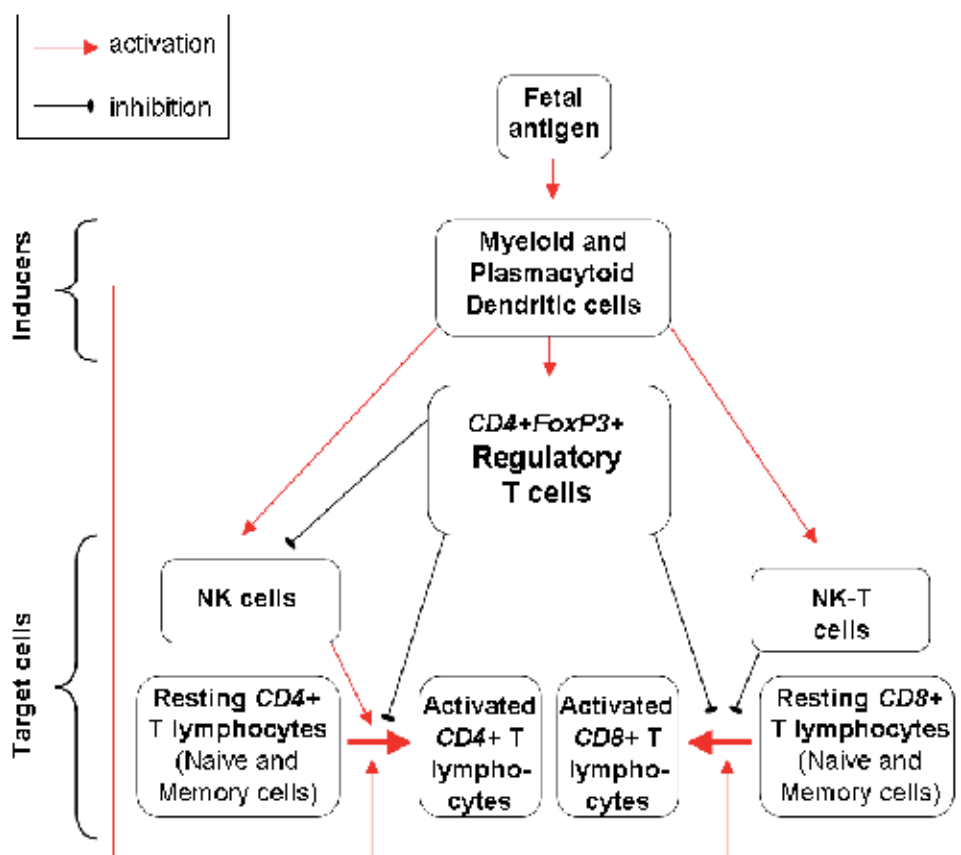 activation
inhibition
Fetal
antigen
Inducers
Myeloid and
Plasmacytoid
Dendritic cells
CD4+FoxP3+
Regulatory
T cells
Target cells
NK cells
NK-T
cells
Resting CD4+
T lymphocytes
(Naive and
Memory cells)
Activated
CD4+ T
lympho-
cytes
Activated
CD8+ T
lympho-
cytes
Resting CD8+
T lymphocytes
(Naive and
Memory cells)